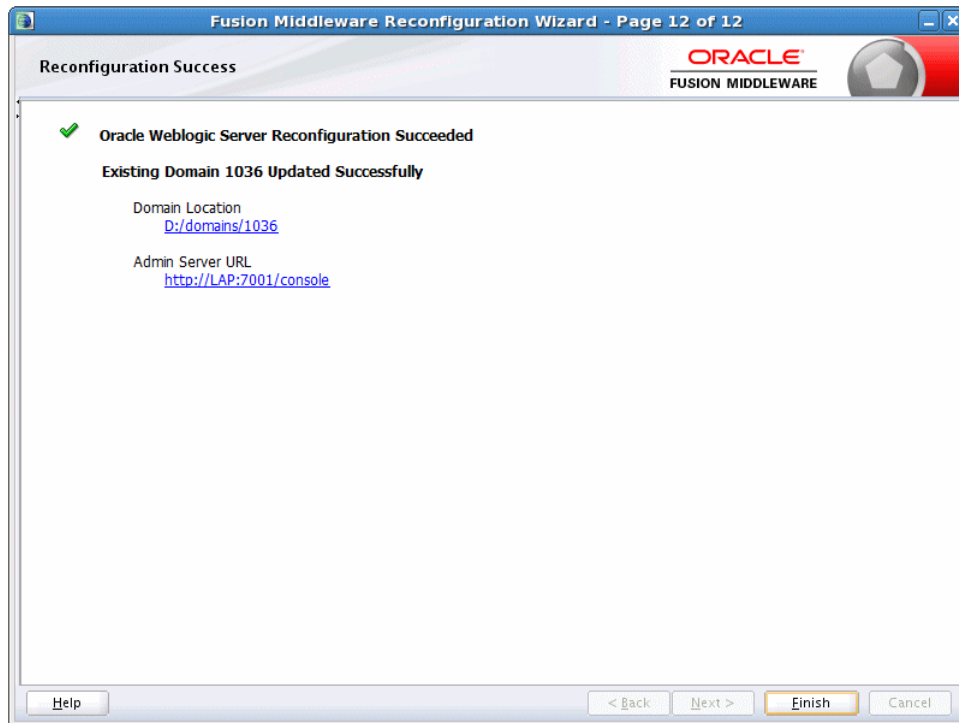 Fusion Middleware Reconfiguration Wizard - Page 12 of 12
Reconfiguration Success
ORACLE
FUSION MIDDLEWARE
Oracle Weblogic Server Reconfiguration Succeeded
Existing Domain 1036 Updated Successfully
Domain Location
D:/domains/1036
Admin Server URL
http://LAP:7001/console
Help
< Back
Next >
Finish
Cancel